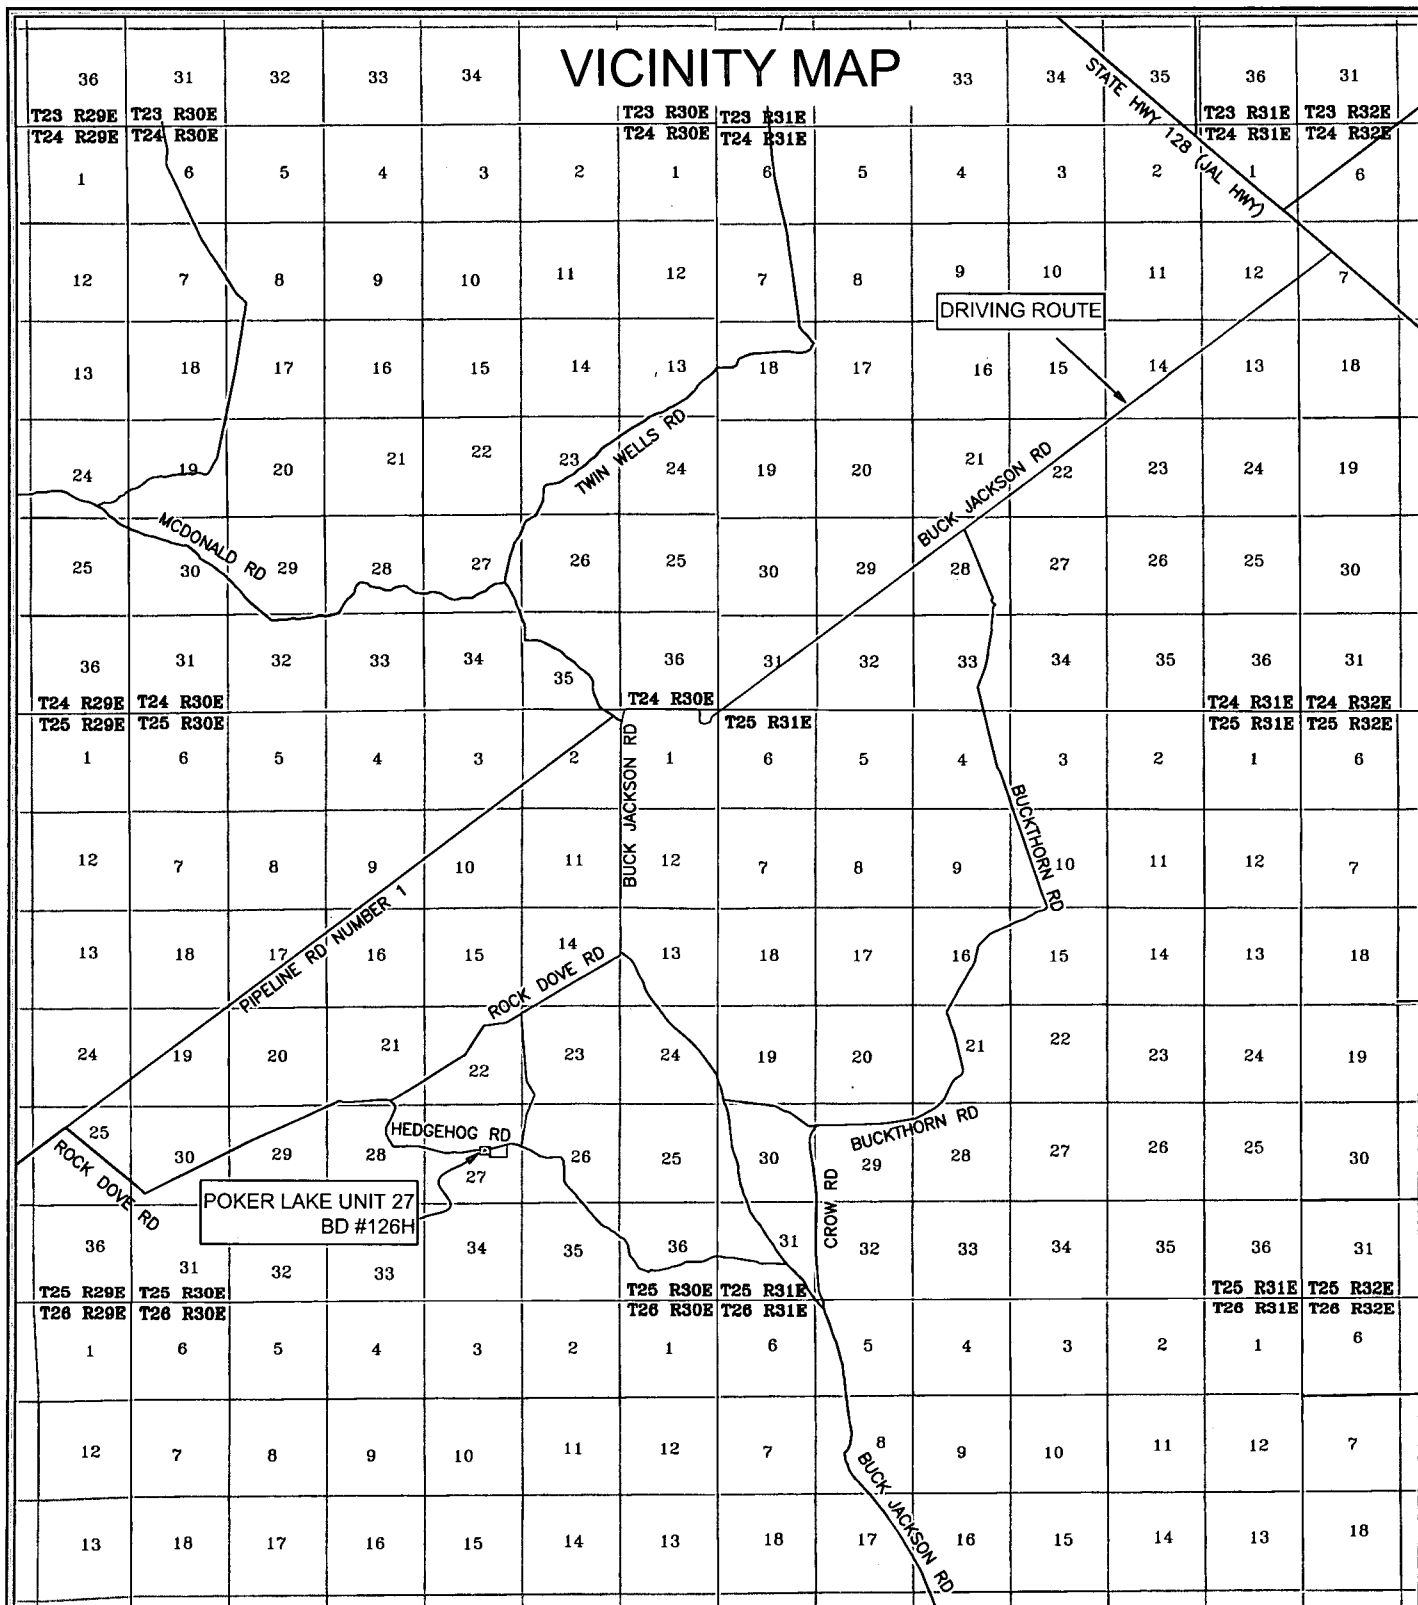 VICINITY MAP
36 31 32 33 34 33 34 35 36 31
STATE HWY 128 (JAL HWY)
T23 R29E T23 R30E T23 R30E T23 R31E T23 R31E T23 R32E
T24 R29E T24 R30E T24 R30E T24 R31E T24 R31E T24 R32E
1 6 5 4 3 2 1 6 5 4 3 2 1 6
12 7 8 9 10 11 12 7 8 9 10 11 12 7
DRIVING ROUTE
13 18 17 16 15 14 13 18 17 16 15 14 13 18
TWIN WELLS RD
BUCK JACKSON RD
24 19 20 21 22 23 24 19 20 21 22 23 24 19
MCDONALD RD
25 30 29 28 27 26 25 30 29 28 27 26 25 30
36 31 32 33 34 35 36 31 32 33 34 35 36 31
T24 R29E T24 R30E T24 R30E T24 R31E T24 R32E
T25 R29E T25 R30E T25 R31E T25 R31E T25 R32E
1 6 5 4 3 2 1 6 5 4 3 2 1 6
BUCK JACKSON RD
BUCKTHORN RD
12 7 8 9 10 11 12 7 8 9 10 11 12 7
PIPELINE RD NUMBER 1
13 18 17 16 15 14 13 18 17 16 15 14 13 18
ROCK DOVE RD
24 19 20 21 22 23 24 19 20 21 22 23 24 19
HEDGEHOG RD
BUCKTHORN RD
25 30 29 28 27 26 25 30 29 28 27 26 25 30
ROCK DOVE RD
POKER LAKE UNIT 27
BD #126H
CROW RD
36 31 32 33 34 35 36 31 32 33 34 35 36 31
T25 R29E T25 R30E T25 R30E T25 R31E T25 R31E T25 R32E
T26 R29E T26 R30E T26 R30E T26 R31E T26 R31E T26 R32E
1 6 5 4 3 2 1 6 5 4 3 2 1 6
12 7 8 9 10 11 12 7 8 9 10 11 12 7
BUCK JACKSON RD
13 18 17 16 15 14 13 18 17 16 15 14 13 18